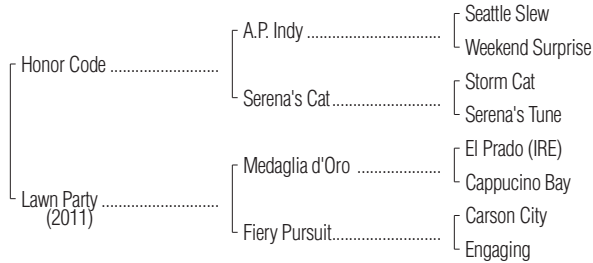 Seattle Slew
A.P. Indy ........................
Weekend Surprise
Honor Code ........................
Storm Cat
Serena's Cat........................
Serena's Tune
El Prado (IRE)
Medaglia d'Oro ..................
Cappucino Bay
Lawn Party ..........................
(2011)
Carson City
Fiery Pursuit........................
Engaging